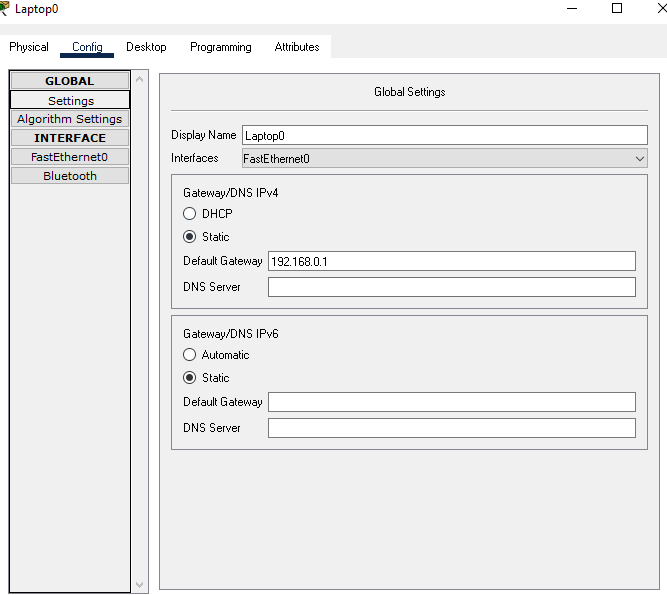 Laptop0
Physical Config Desktop Programming Attributes
GLOBAL
Settings
Algorithm Settings
INTERFACE
FastEthernet0
Bluetooth
Global Settings
Display Name Laptop0
Interfaces FastEthernet0
Gateway/DNS IPv4
DHCP
Static
Default Gateway 192.168.0.1
DNS Server
Gateway/DNS IPv6
Automatic
Static
Default Gateway
DNS Server